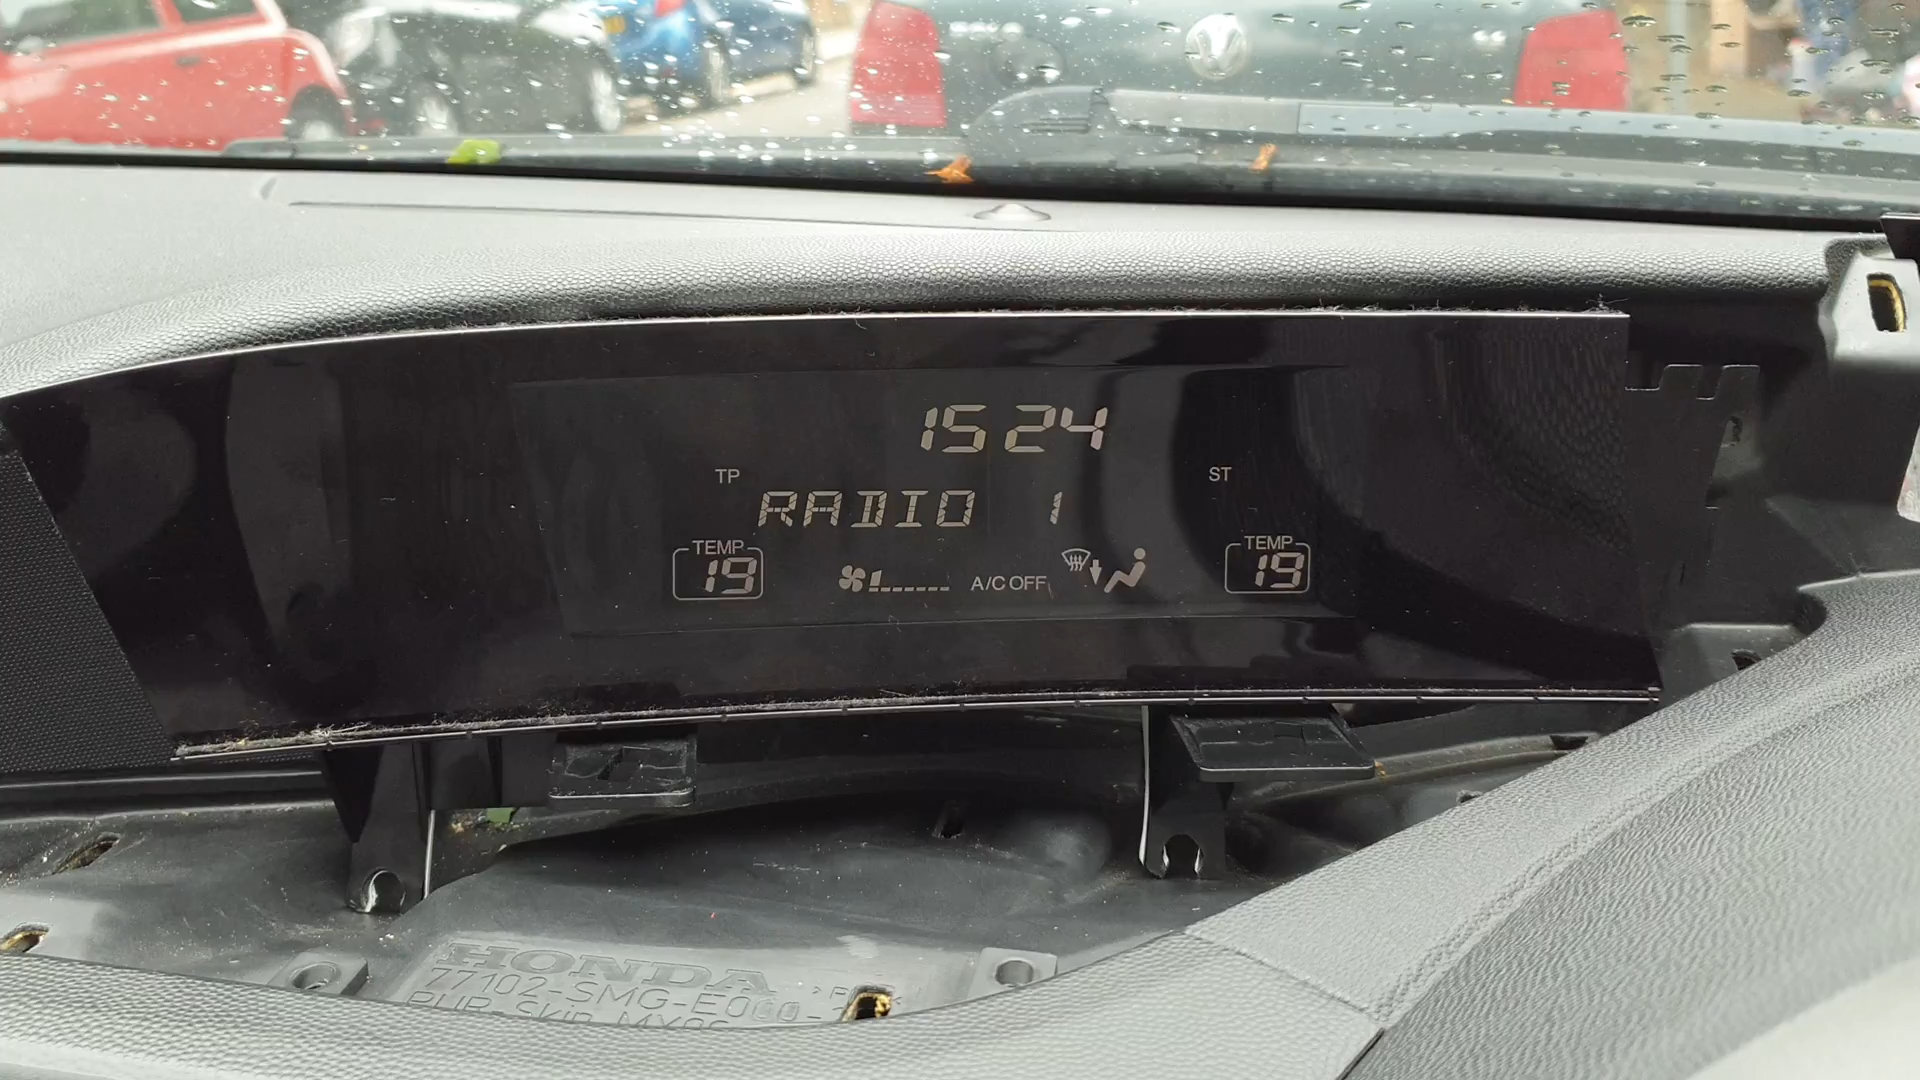 15 24
TP ST
RADIO 1
TEMP TEMP
19 A/C OFF 19
HONDA
77102-SMG-E000-